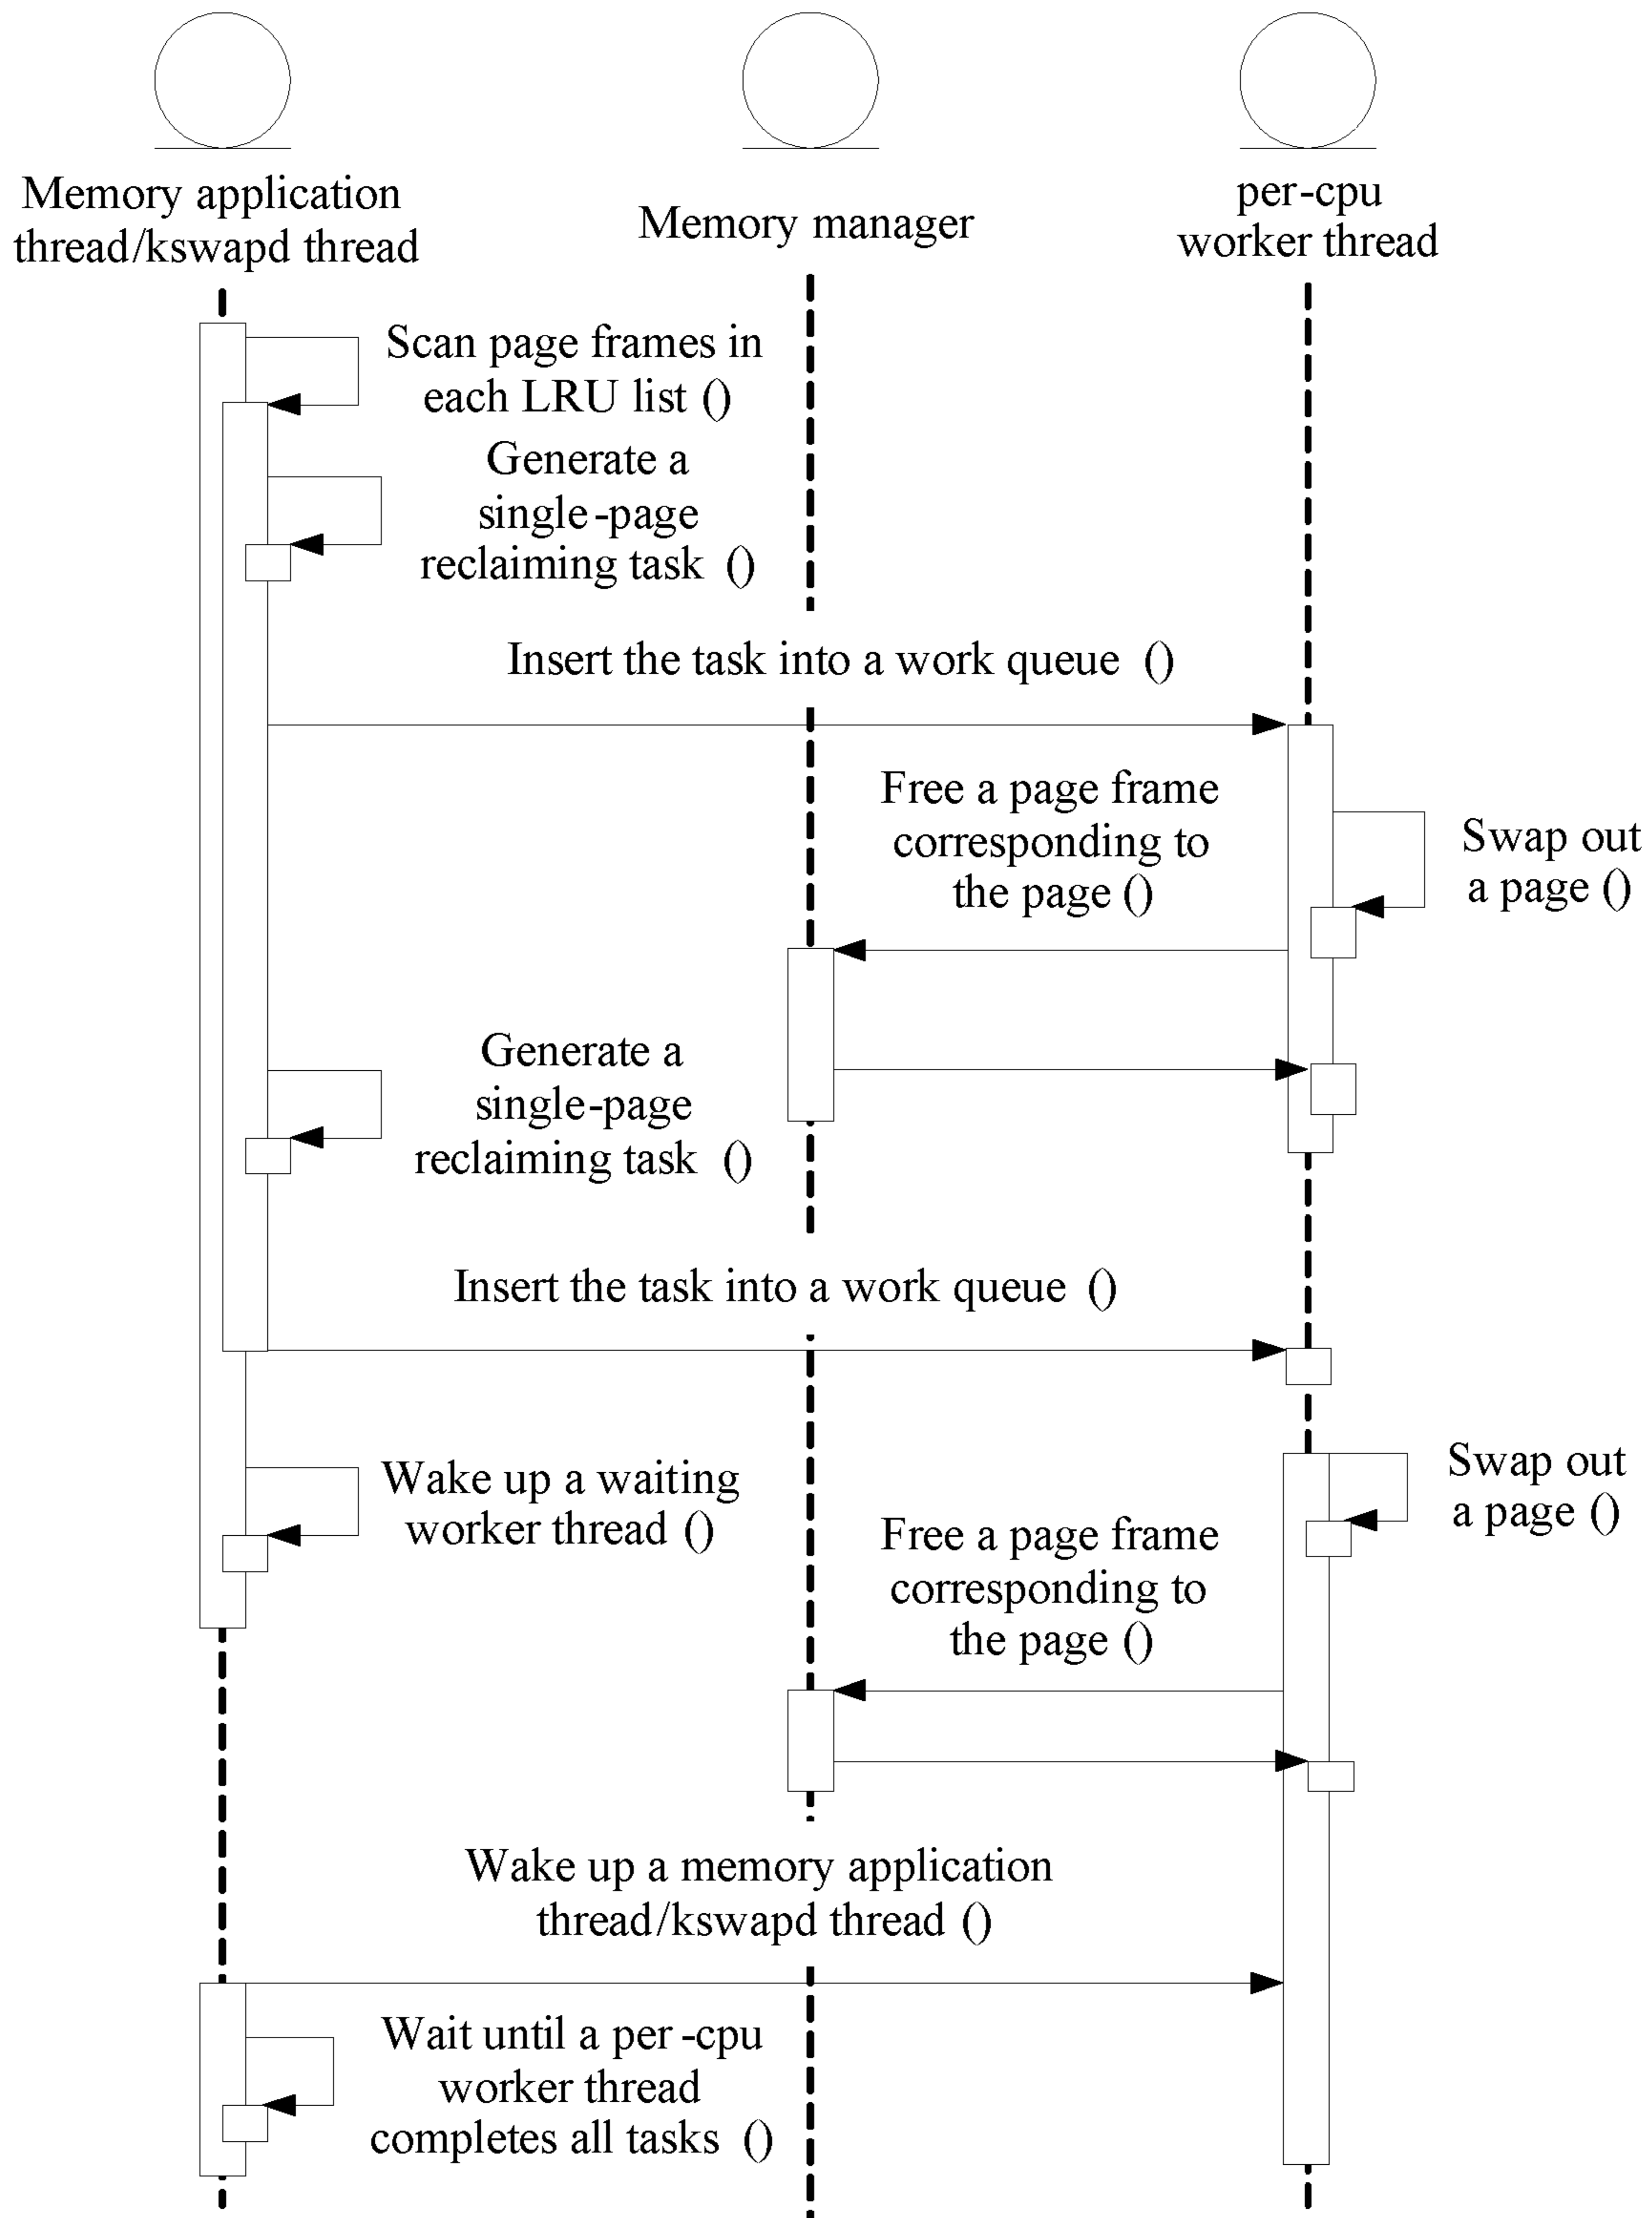 Memory application
thread/kswapd thread
Memory manager
per-cpu
worker thread
Scan page frames in
each LRU list ()
Generate a
single-page
reclaiming task ()
Insert the task into a work queue ()
Free a page frame
corresponding to
the page ()
Swap out
a page ()
Generate a
single-page
reclaiming task ()
Insert the task into a work queue ()
Wake up a waiting
worker thread ()
Swap out
a page ()
Free a page frame
corresponding to
the page ()
Wake up a memory application
thread/kswapd thread ()
Wait until a per-cpu
worker thread
completes all tasks ()